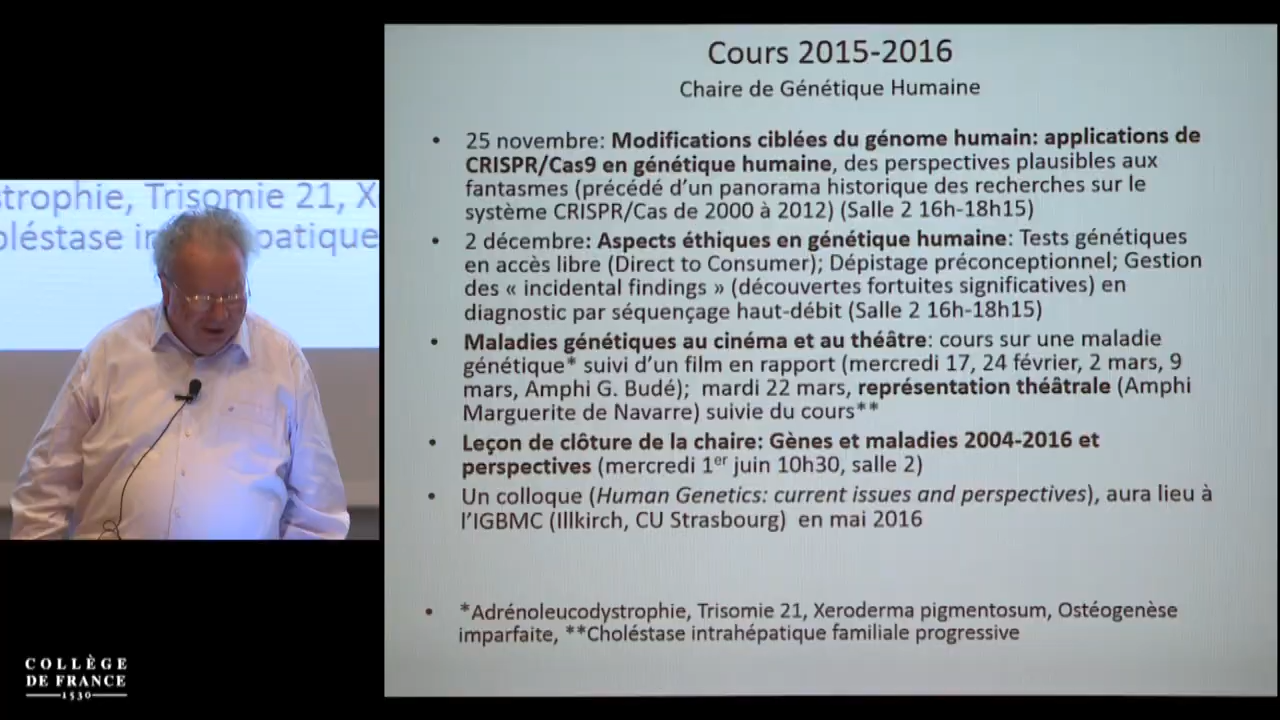 Cours 2015-2016
Chaire de Génétique Humaine
• 25 novembre: Modifications ciblées du génome humain: applications de
CRISPR/Cas9 en génétique humaine, des perspectives plausibles aux
fantasmes (précédé d'un panorama historique des recherches sur le
système CRISPR/Cas de 2000 à 2012) (Salle 2 16h-18h15)
• 2 décembre: Aspects éthiques en génétique humaine: Tests génétiques
en accès libre (Direct to Consumer); Dépistage préconceptionnel; Gestion
des « incidental findings » (découvertes fortuites significatives) en
diagnostic par séquençage haut-débit (Salle 2 16h-18h15)
• Maladies génétiques au cinéma et au théâtre: cours sur une maladie
génétique* suivi d'un film en rapport (mercredi 17, 24 février, 2 mars, 9
mars, Amphi G. Budé); mardi 22 mars, représentation théâtrale (Amphi
Marguerite de Navarre) suivie du cours**
• Leçon de clôture de la chaire: Gènes et maladies 2004-2016 et
perspectives (mercredi 1er juin 10h30, salle 2)
• Un colloque (Human Genetics: current issues and perspectives), aura lieu à
l'IGBMC (Illkirch, CU Strasbourg) en mai 2016
• *Adrénoleucodystrophie, Trisomie 21, Xeroderma pigmentosum, Ostéogenèse
imparfaite, **Choléstase intrahépatique familiale progressive
strophie, Trisomie 21, X
oléstase in patique
COLLÈGE
DE FRANCE
1530